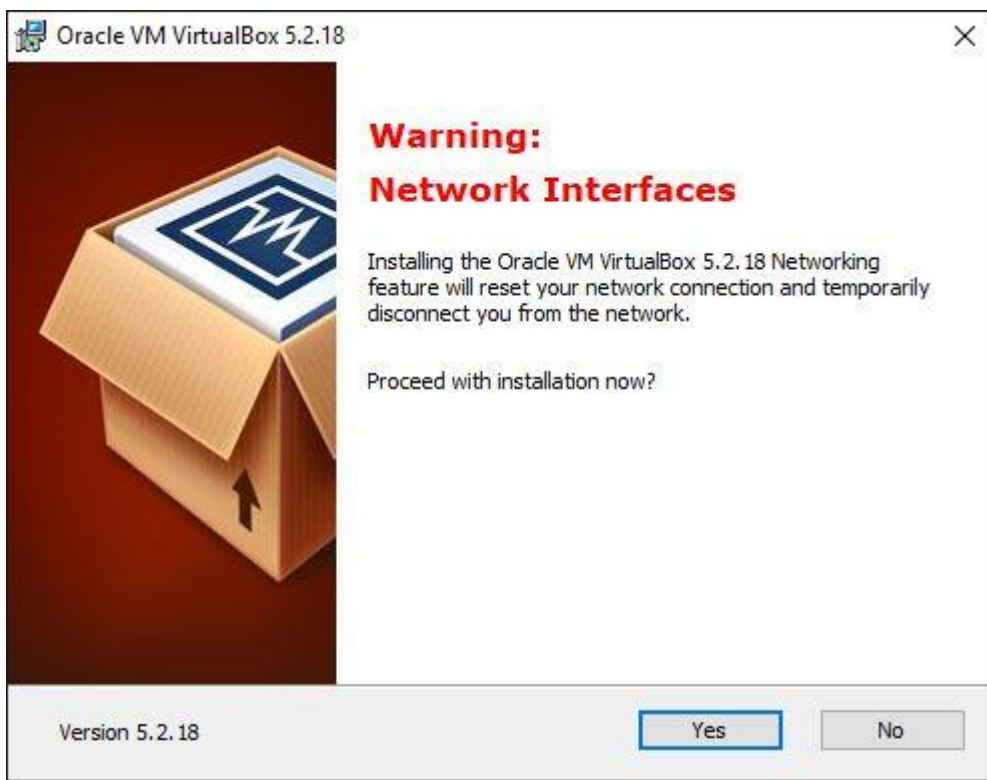 Oracle VM VirtualBox 5.2.18
Warning:
Network Interfaces
Installing the Oracle VM VirtualBox 5.2.18 Networking
feature will reset your network connection and temporarily
disconnect you from the network.
Proceed with installation now?
Version 5.2.18
Yes
No